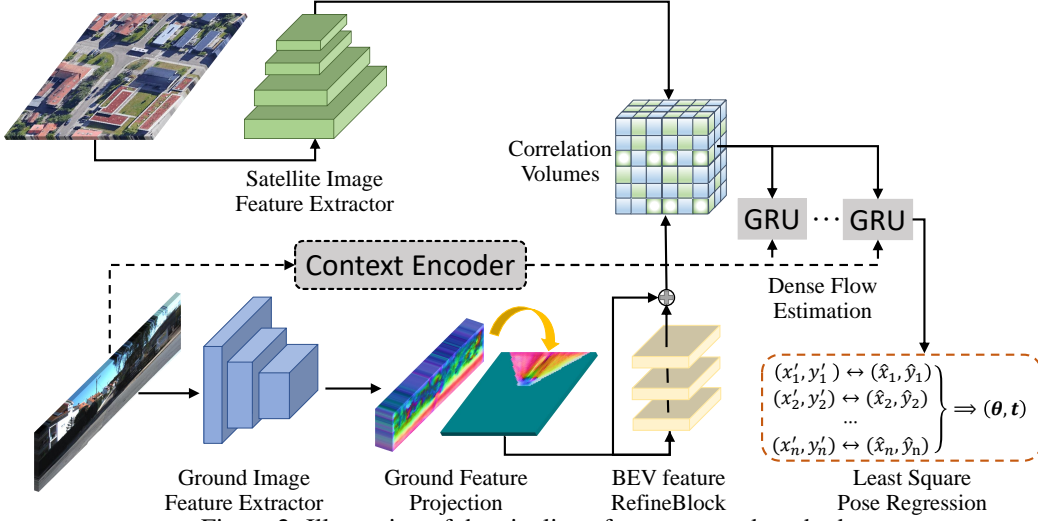 Satellite Image
Feature Extractor
Correlation
Volumes
GRU ... GRU
Context Encoder
Dense Flow
Estimation
(x′₁, y′₁) ↔ (x̂₁, ŷ₁)
(x′₂, y′₂) ↔ (x̂₂, ŷ₂)
...
(x′ₙ, y′ₙ) ↔ (x̂ₙ, ŷₙ)
⟹ (θ, t)
Ground Image
Feature Extractor
Ground Feature
Projection
BEV feature
RefineBlock
Least Square
Pose Regression